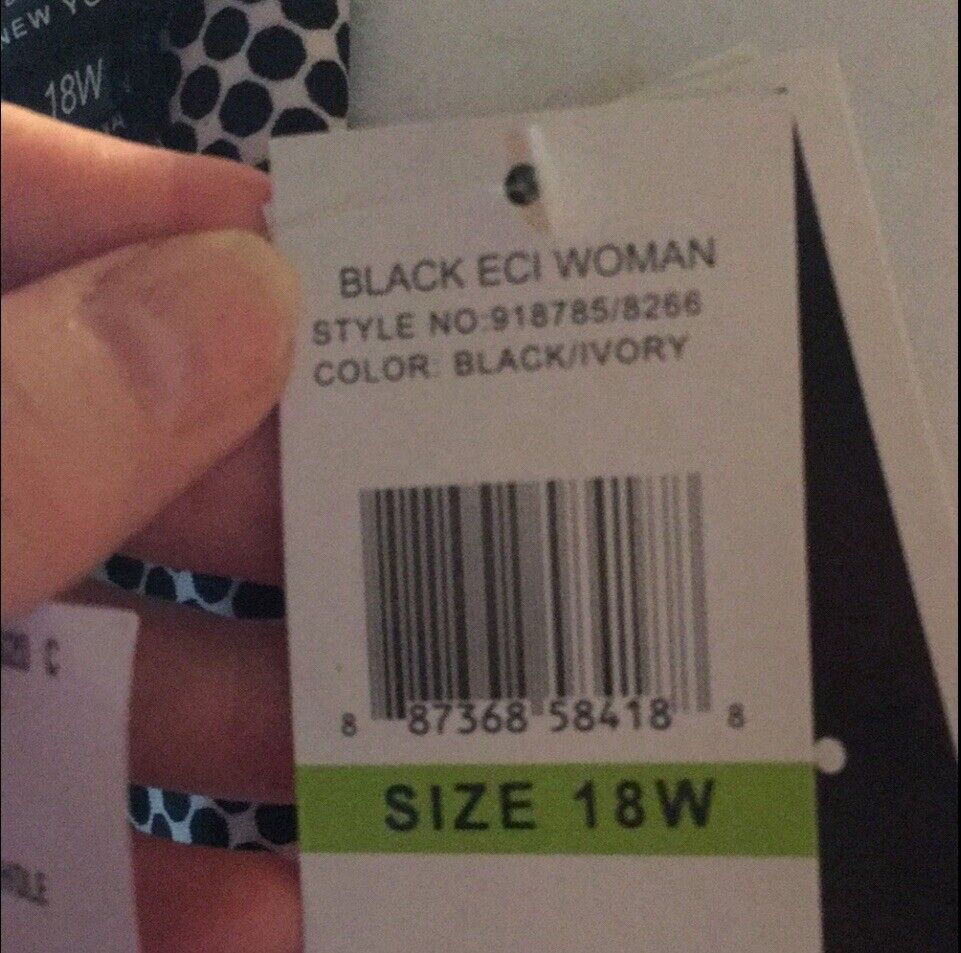 NEW YO
18W
BLACK ECI WOMAN
STYLE NO:918785/8266
COLOR: BLACK/IVORY
8 87368 58418 8
SIZE 18W
C